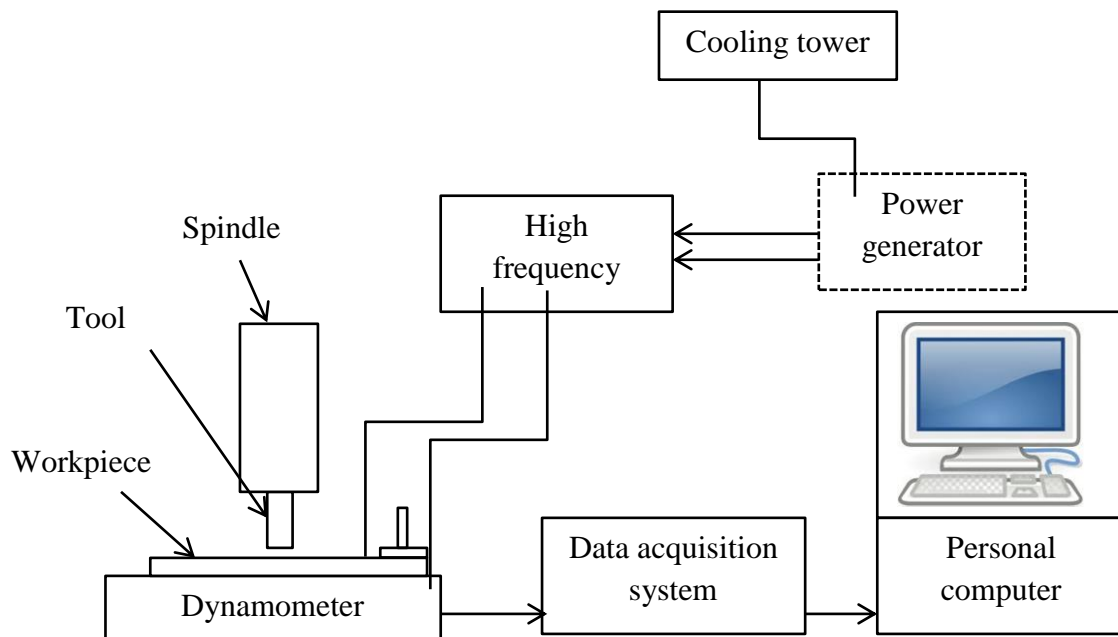 Cooling tower
Power
generator
High
frequency
Spindle
Tool
Workpiece
Dynamometer
Data acquisition
system
Personal
computer